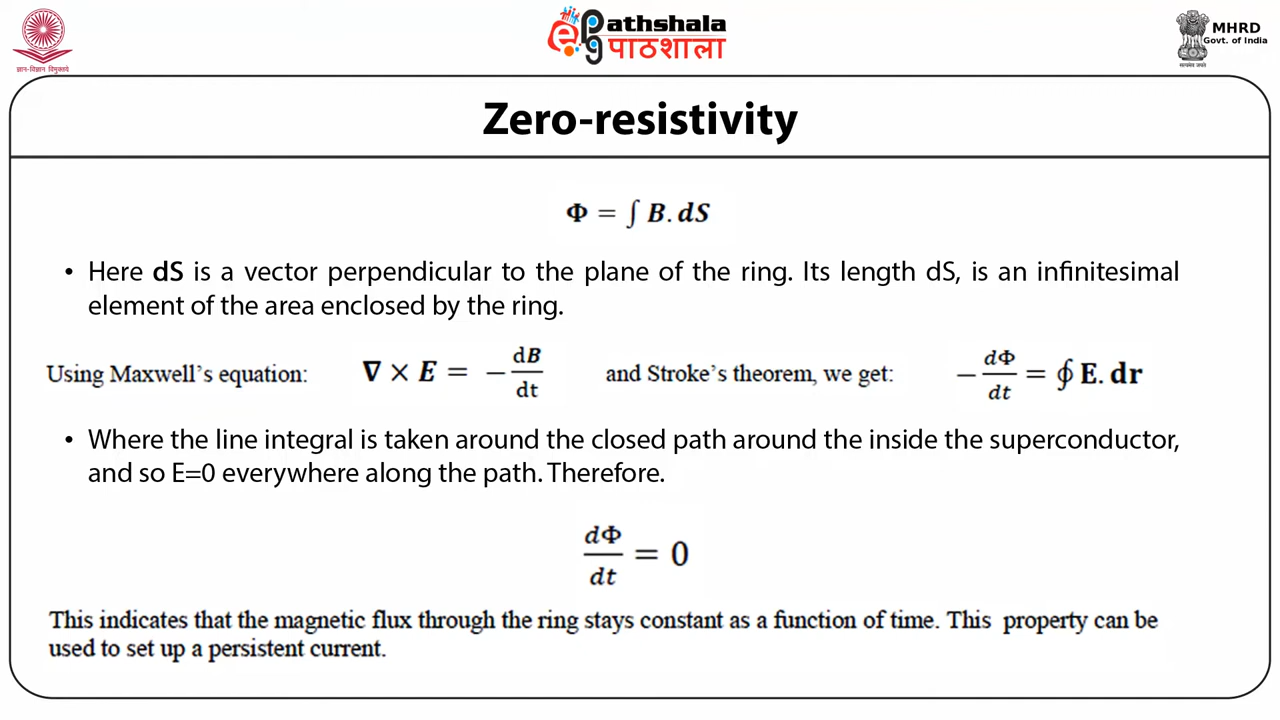 ज्ञान-विज्ञान विमुक्तये
ePathshala
पाठशाला
MHRD
Govt. of India
सत्यमेव जयते
Zero-resistivity
Φ = ∫ B. dS
• Here dS is a vector perpendicular to the plane of the ring. Its length dS, is an infinitesimal
element of the area enclosed by the ring.
Using Maxwell's equation: ∇ × E = − dB/dt and Stroke's theorem, we get: − dΦ/dt = ∮ E. dr
• Where the line integral is taken around the closed path around the inside the superconductor,
and so E=0 everywhere along the path. Therefore.
dΦ/dt = 0
This indicates that the magnetic flux through the ring stays constant as a function of time. This property can be
used to set up a persistent current.